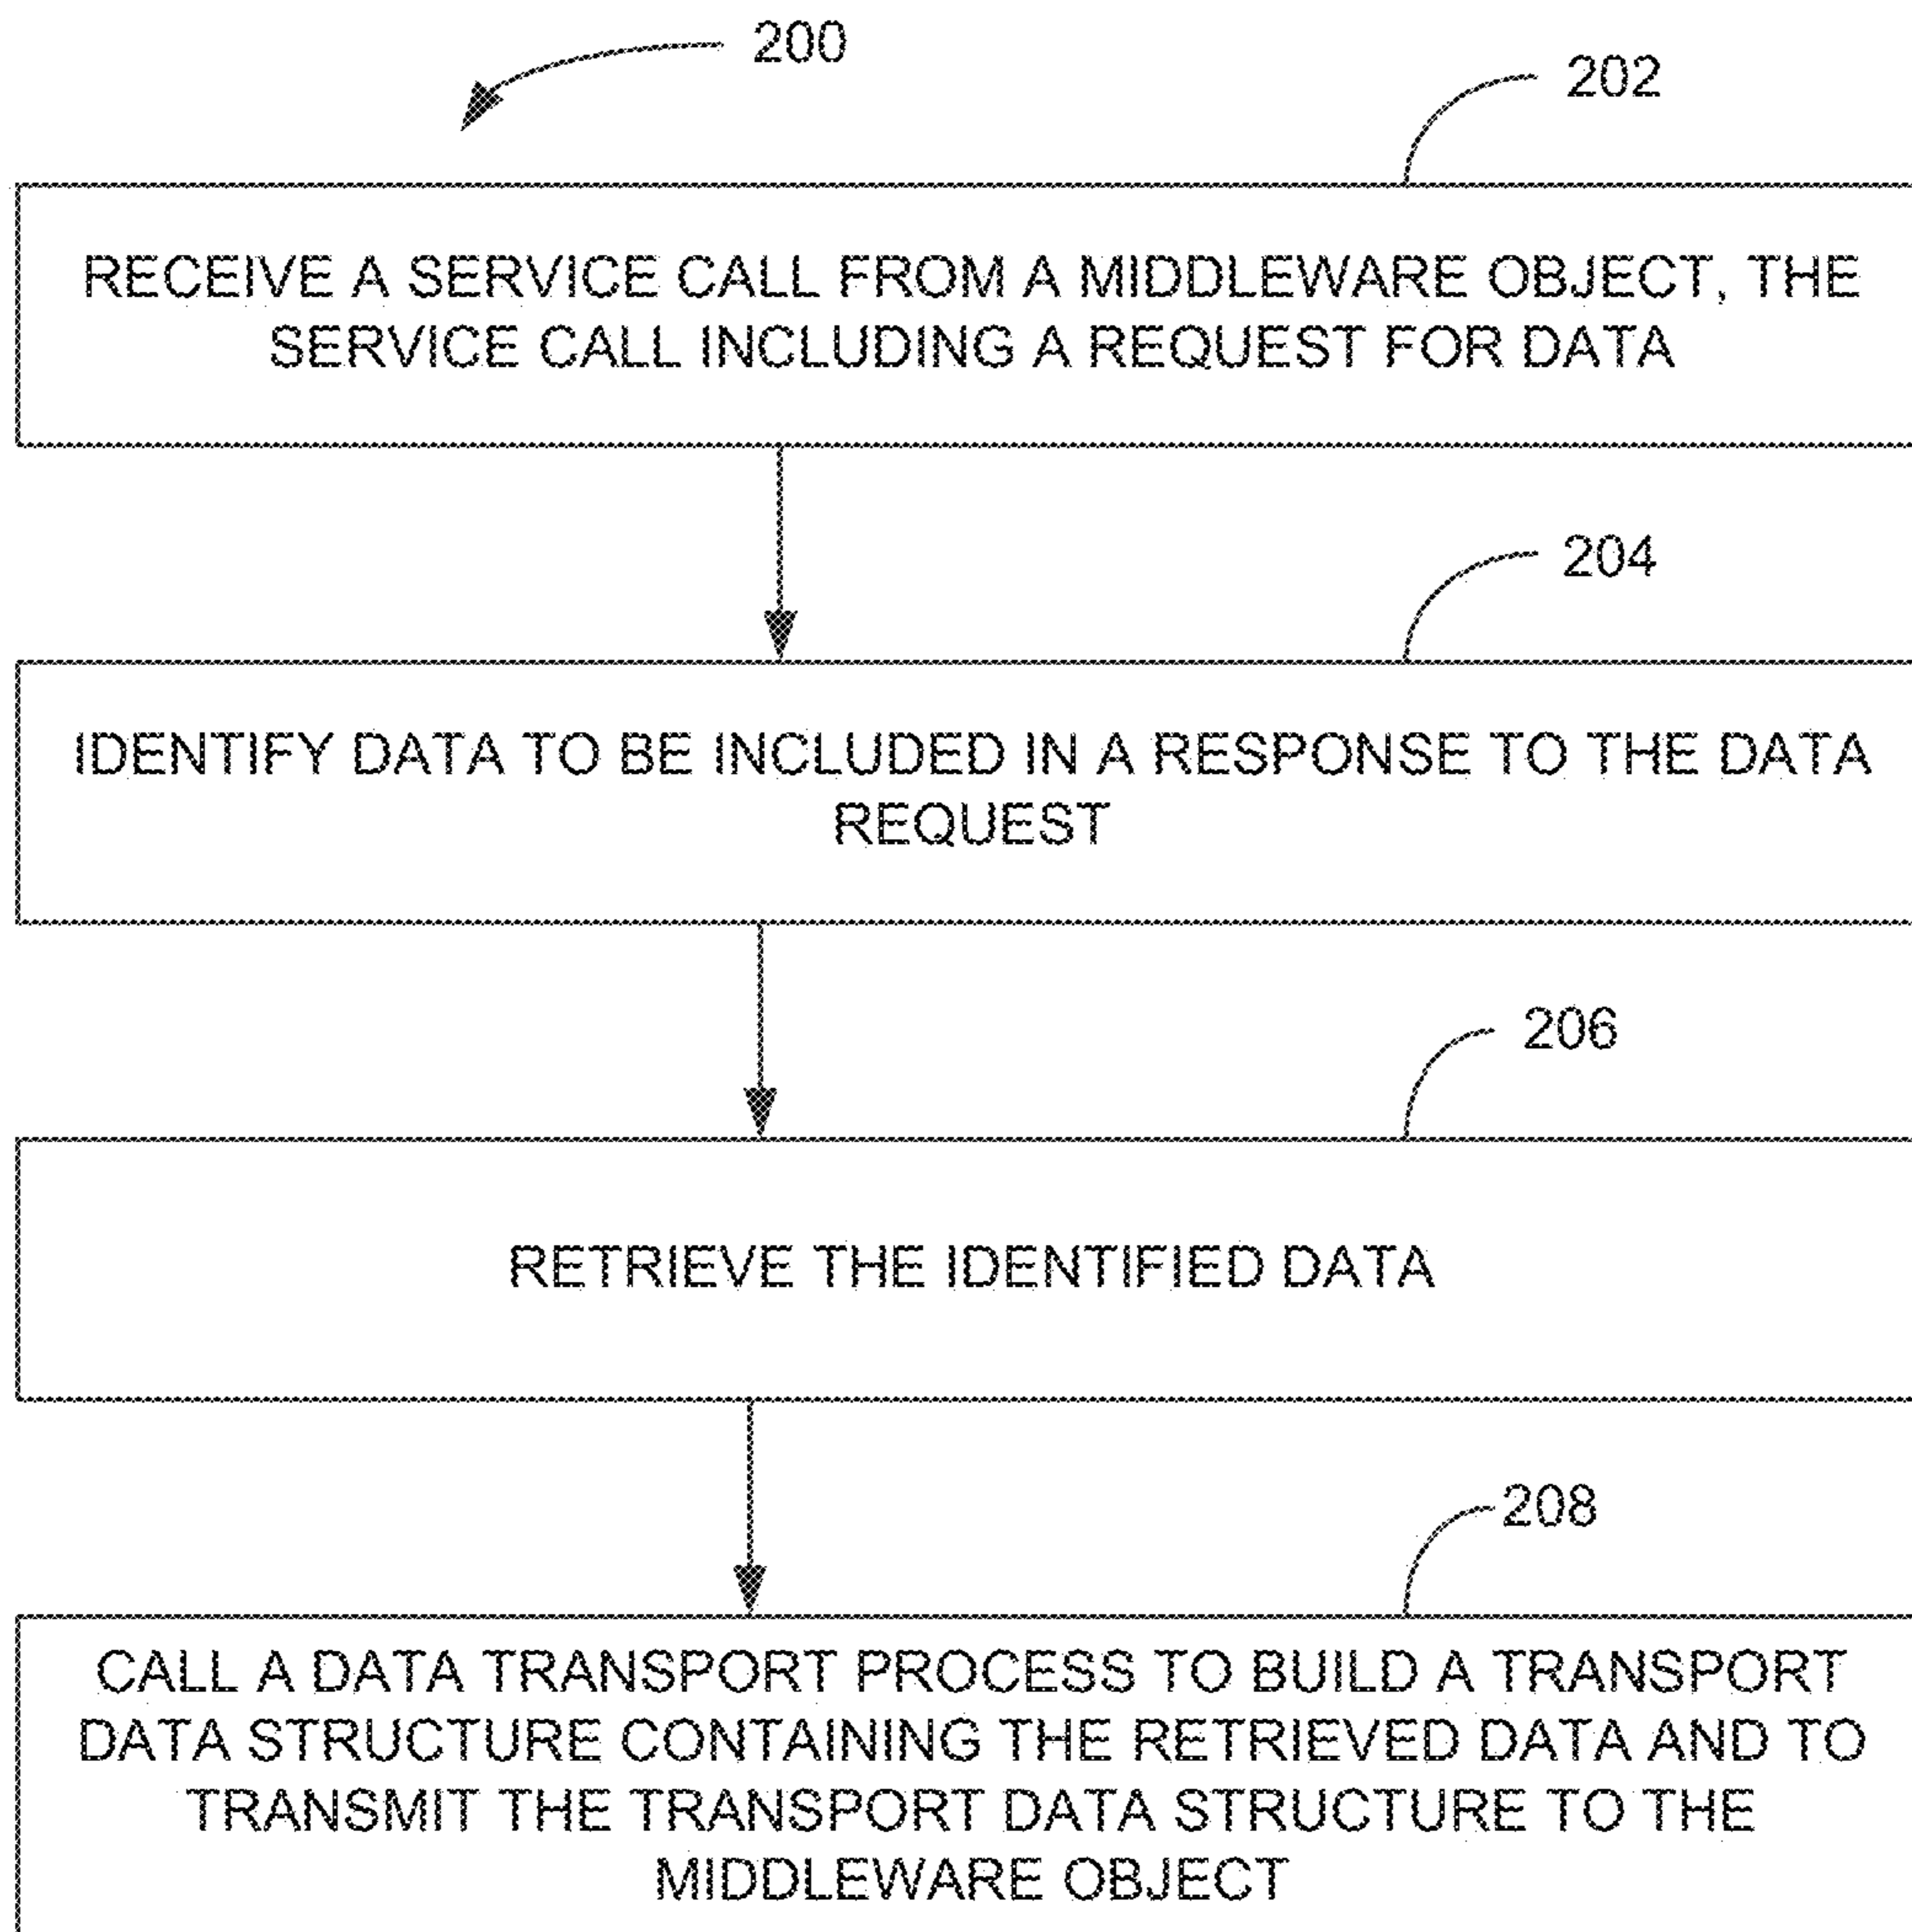 200
202
RECEIVE A SERVICE CALL FROM A MIDDLEWARE OBJECT, THE
SERVICE CALL INCLUDING A REQUEST FOR DATA
204
IDENTIFY DATA TO BE INCLUDED IN A RESPONSE TO THE DATA
REQUEST
206
RETRIEVE THE IDENTIFIED DATA
208
CALL A DATA TRANSPORT PROCESS TO BUILD A TRANSPORT
DATA STRUCTURE CONTAINING THE RETRIEVED DATA AND TO
TRANSMIT THE TRANSPORT DATA STRUCTURE TO THE
MIDDLEWARE OBJECT